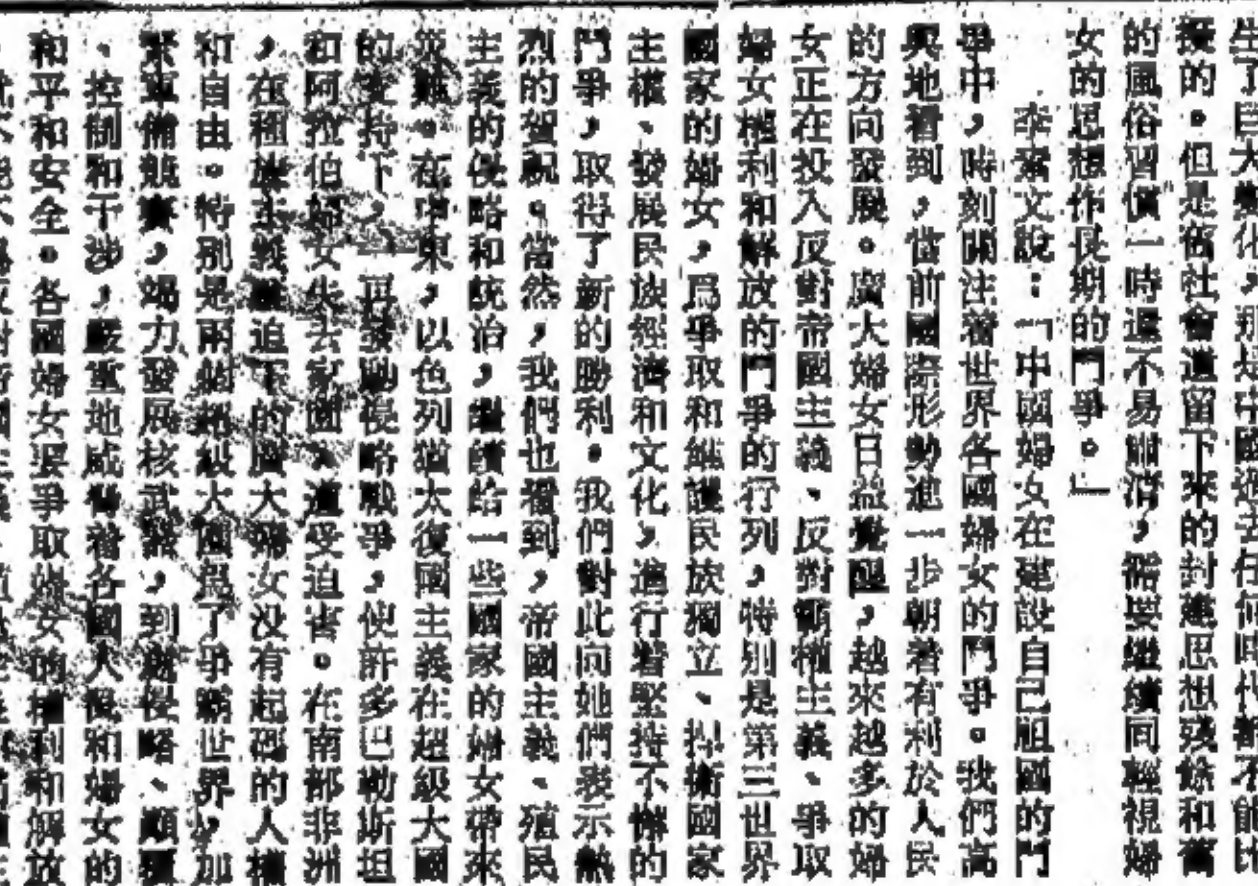 生了巨大變化，那是中國過去任何時代都不能比
擬的。但是舊社會遺留下來的封建思想殘餘和舊
的風俗習慣一時還不易肅清，需要繼續同輕視婦
女的思想作長期的鬥爭。」
李素文說：「中國婦女在建設自己祖國的鬥
爭中，時刻關注着世界各國婦女的鬥爭。我們高
興地看到，當前國際形勢進一步朝着有利於人民
的方向發展。廣大婦女日益覺醒，越來越多的婦
女正在投入反對帝國主義、反對霸權主義、爭取
婦女權利和解放的鬥爭的行列，特別是第三世界
國家的婦女，爲爭取和維護民族獨立、捍衛國家
主權、發展民族經濟和文化，進行着堅持不懈的
鬥爭，取得了新的勝利。我們對此向她們表示熱
烈的賀祝。當然，我們也看到，帝國主義、殖民
主義的侵略和統治，繼續給一些國家的婦女帶來
災難。在中東，以色列猶太復國主義在超級大國
的支持下，一再發動侵略戰爭，使許多巴勒斯坦
和阿拉伯婦女失去家園、遭受迫害。在南部非洲
，在種族主義壓迫下的廣大婦女沒有起碼的人權
和自由。特別是兩個超級大國爲了爭霸世界，加
緊軍備競賽，竭力發展核武器，到處侵略、顛覆
、控制和干涉，嚴重地威脅着各國人民和婦女的
和平和安全。各國婦女要爭取婦女的權利和解放